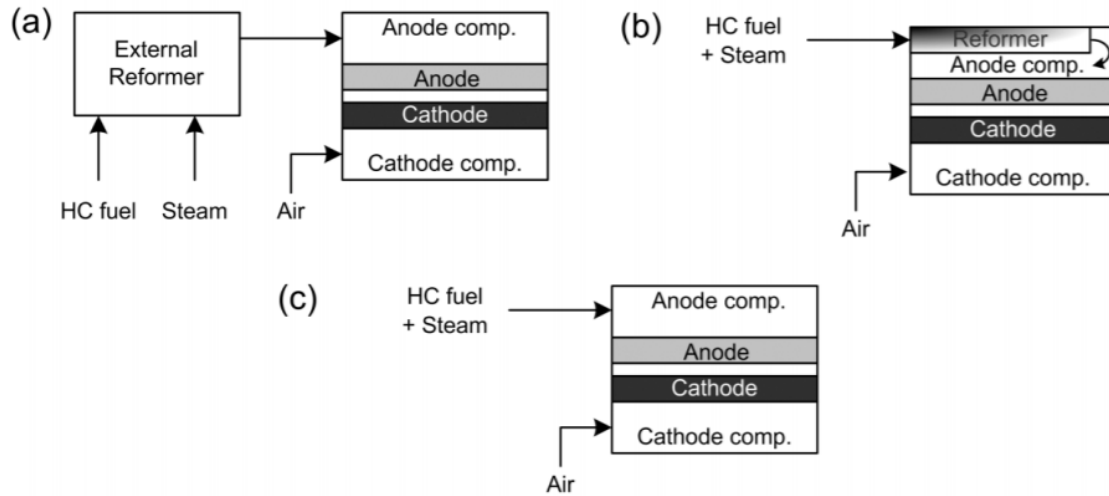 (a)
External
Reformer
HC fuel
Steam
Air
Anode comp.
Anode
Cathode
Cathode comp.
(b)
HC fuel
+ Steam
Reformer
Anode comp.
Anode
Cathode
Cathode comp.
Air
(c)
HC fuel
+ Steam
Anode comp.
Anode
Cathode
Cathode comp.
Air